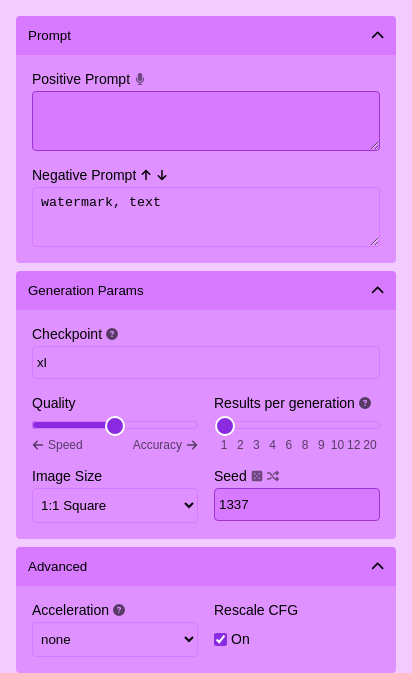 Prompt
Positive Prompt
Negative Prompt
watermark, text
Generation Params
Checkpoint ?
xl
Quality
Results per generation ?
← Speed
Accuracy →
1 2 3 4 6 8 9 10 12 20
Image Size
Seed
1:1 Square
1337
Advanced
Acceleration ?
Rescale CFG
none
On